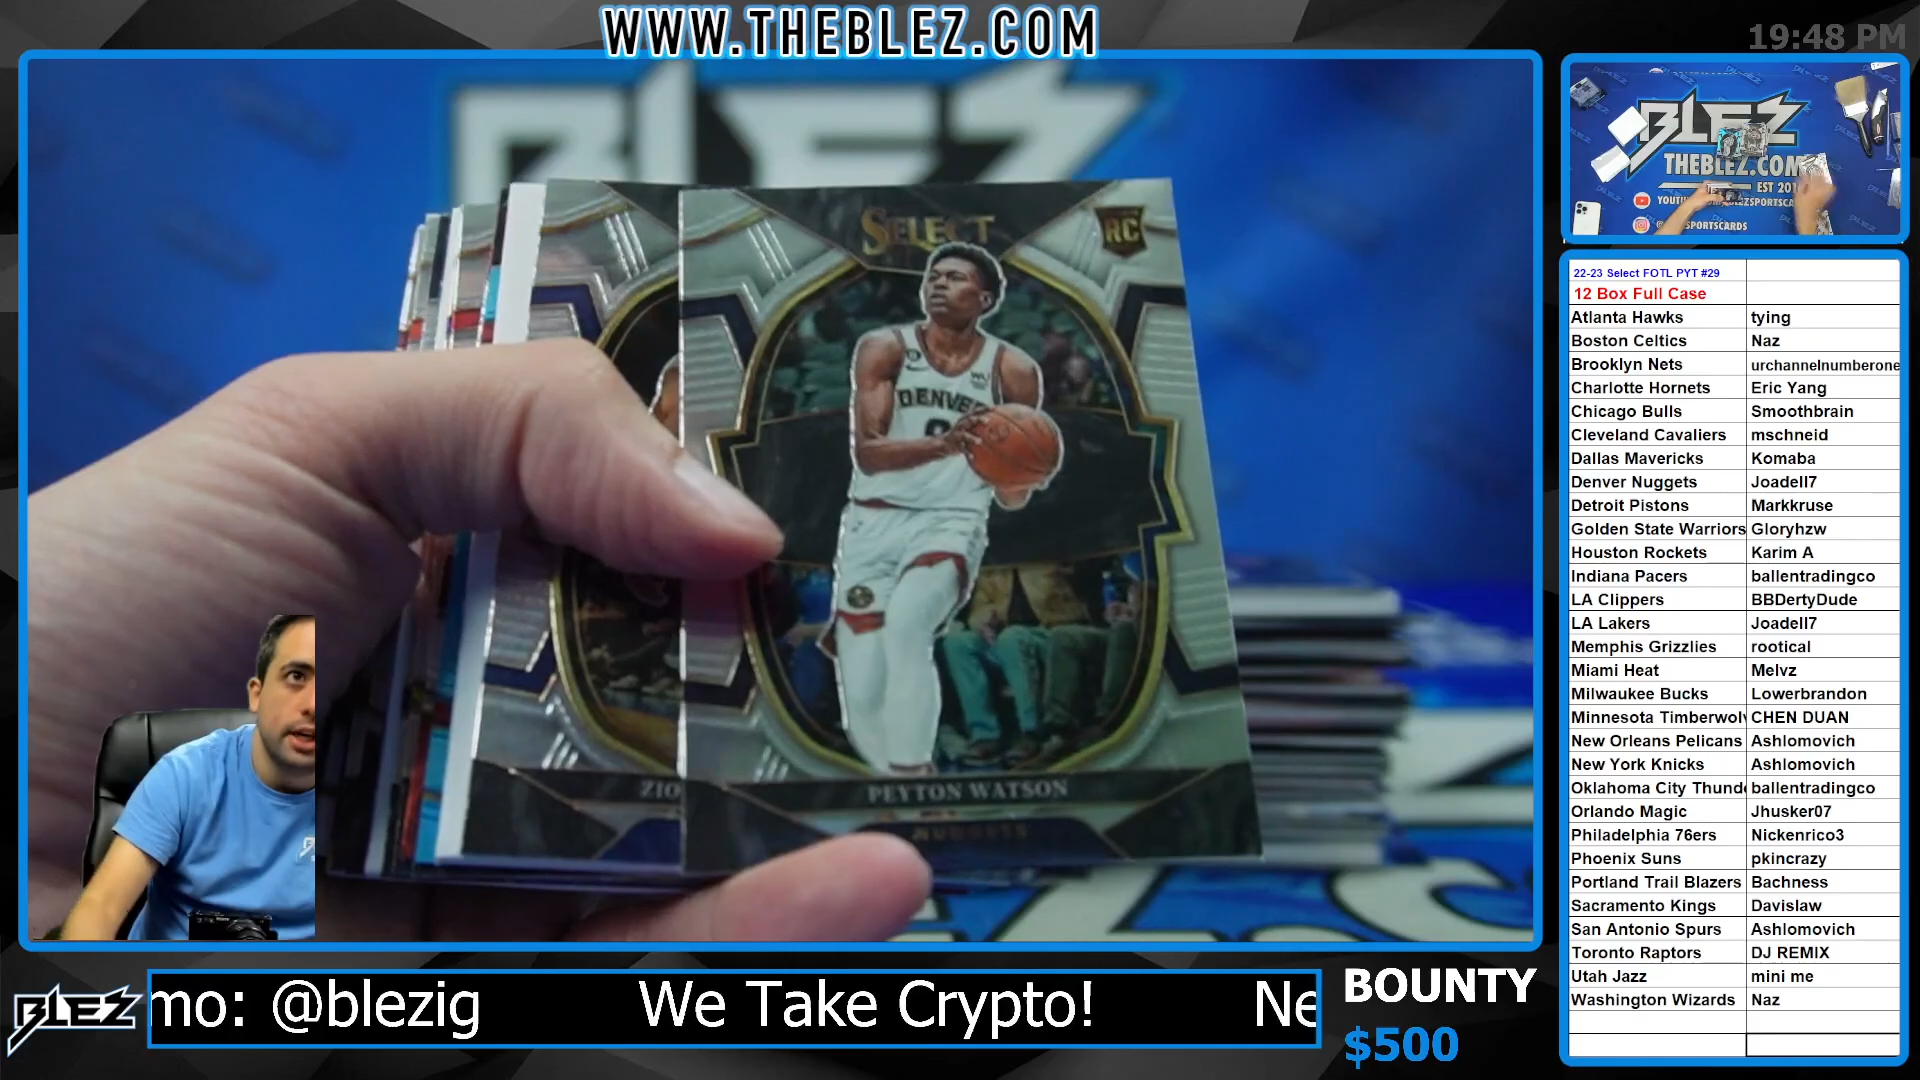 WWW.THEBLEZ.COM
19:48 PM
BLEZ
SELECT
RC
DENVER
ZIO
PEYTON WATSON
NUGGETS
BLEZ
THEBLEZ.COM
EST
22-23 Select FOTL PYT #29
12 Box Full Case
Atlanta Hawks tying
Boston Celtics Naz
Brooklyn Nets urchannelnumberone
Charlotte Hornets Eric Yang
Chicago Bulls Smoothbrain
Cleveland Cavaliers mschneid
Dallas Mavericks Komaba
Denver Nuggets Joadell7
Detroit Pistons Markkruse
Golden State Warriors Gloryhzw
Houston Rockets Karim A
Indiana Pacers ballentradingco
LA Clippers BBDertyDude
LA Lakers Joadell7
Memphis Grizzlies rootical
Miami Heat Melvz
Milwaukee Bucks Lowerbrandon
Minnesota Timberwol CHEN DUAN
New Orleans Pelicans Ashlomovich
New York Knicks Ashlomovich
Oklahoma City Thund ballentradingco
Orlando Magic Jhusker07
Philadelphia 76ers Nickenrico3
Phoenix Suns pkincrazy
Portland Trail Blazers Bachness
Sacramento Kings Davislaw
San Antonio Spurs Ashlomovich
Toronto Raptors DJ REMIX
Utah Jazz mini me
Washington Wizards Naz
BLEZ
mo: @blezig We Take Crypto! Ne
BOUNTY
$500